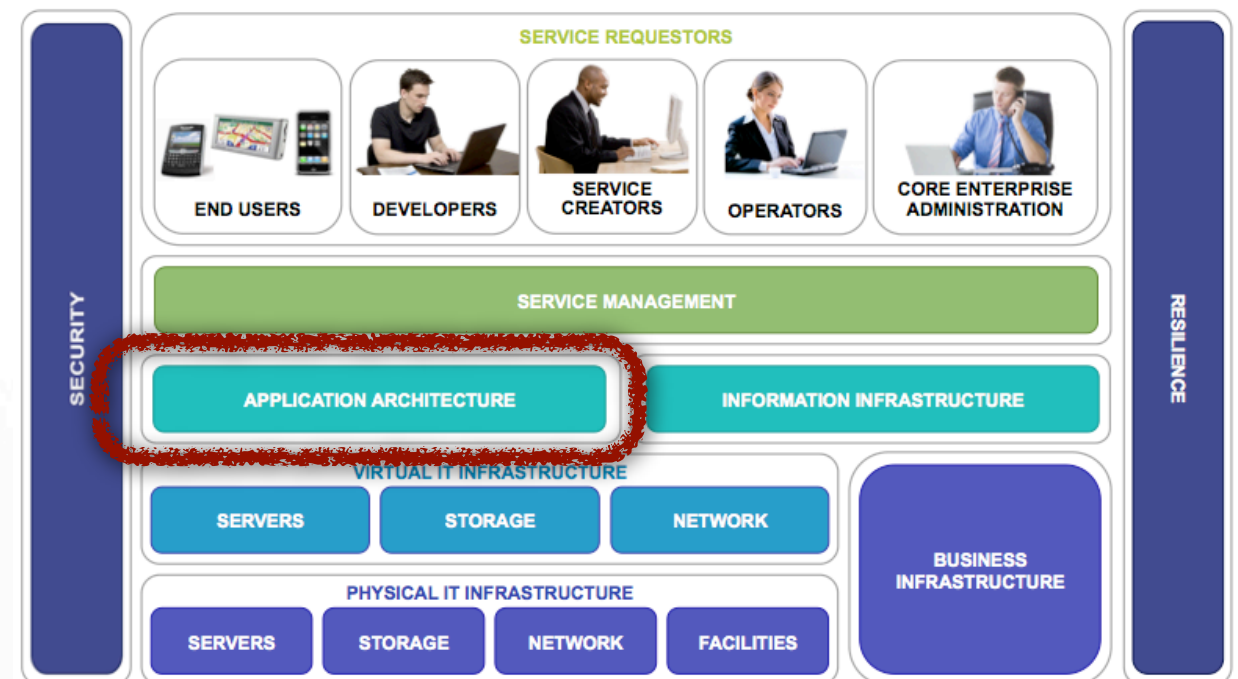 SERVICE REQUESTORS
END USERS
DEVELOPERS
SERVICE
CREATORS
OPERATORS
CORE ENTERPRISE
ADMINISTRATION
SECURITY
RESILIENCE
SERVICE MANAGEMENT
APPLICATION ARCHITECTURE
INFORMATION INFRASTRUCTURE
VIRTUAL IT INFRASTRUCTURE
SERVERS
STORAGE
NETWORK
BUSINESS
INFRASTRUCTURE
PHYSICAL IT INFRASTRUCTURE
SERVERS
STORAGE
NETWORK
FACILITIES